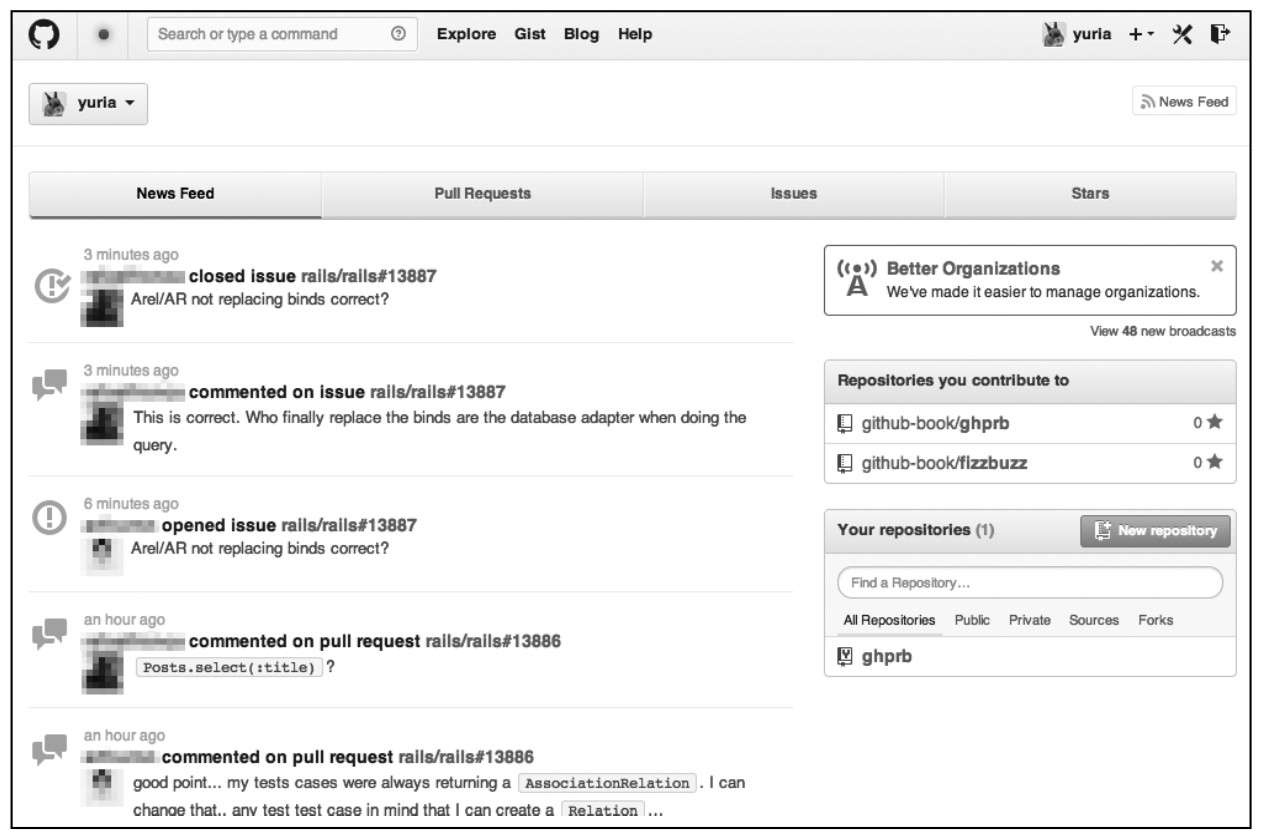 Search or type a command
Explore Gist Blog Help
yuria
yuria
News Feed
News Feed Pull Requests Issues Stars
3 minutes ago
closed issue rails/rails#13887
Arel/AR not replacing binds correct?
3 minutes ago
commented on issue rails/rails#13887
This is correct. Who finally replace the binds are the database adapter when doing the
query.
6 minutes ago
opened issue rails/rails#13887
Arel/AR not replacing binds correct?
an hour ago
commented on pull request rails/rails#13886
Posts.select(:title) ?
an hour ago
commented on pull request rails/rails#13886
good point... my tests cases were always returning a AssociationRelation . I can
change that.. any test test case in mind that I can create a Relation ...
Better Organizations
We've made it easier to manage organizations.
View 48 new broadcasts
Repositories you contribute to
github-book/ghprb 0
github-book/fizzbuzz 0
Your repositories (1) New repository
Find a Repository...
All Repositories Public Private Sources Forks
ghprb